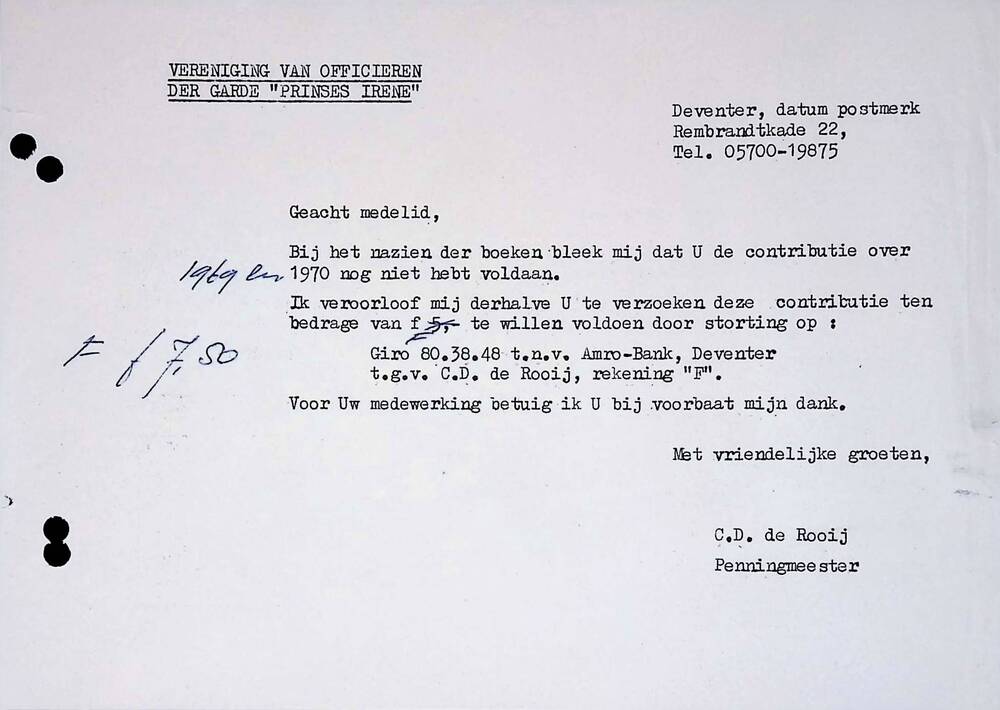 VERENIGING VAN OFFICIEREN
DER GARDE "PRINSES IRENE"
Deventer, datum postmerk
Rembrandtkade 22,
Tel. 05700-19875
Geacht medelid,
Bij het nazien der boeken bleek mij dat U de contributie over
1969 en 1970 nog niet hebt voldaan.
Ik veroorloof mij derhalve U te verzoeken deze contributie ten
bedrage van f 5,- te willen voldoen door storting op :
= f 7,50
Giro 80.38.48 t.n.v. Amro-Bank, Deventer
t.g.v. C.D. de Rooij, rekening "F".
Voor Uw medewerking betuig ik U bij voorbaat mijn dank.
Met vriendelijke groeten,
C.D. de Rooij
Penningmeester